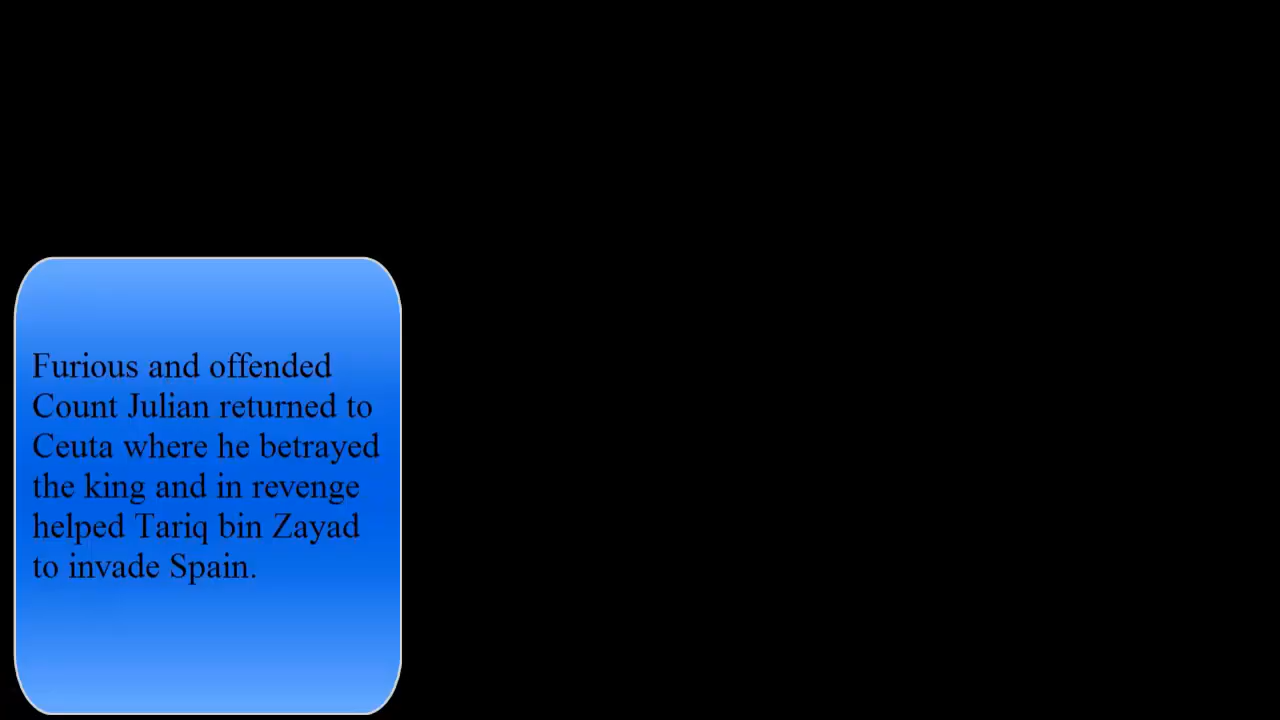 Furious and offended
Count Julian returned to
Ceuta where he betrayed
the king and in revenge
helped Tariq bin Zayad
to invade Spain.